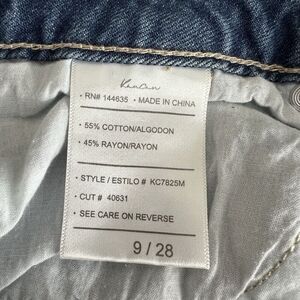 KanCan
· RN# 144635 · MADE IN CHINA
· 55% COTTON/ALGODON
· 45% RAYON/RAYON
· STYLE / ESTILO # KC7825M
· CUT # 40631
· SEE CARE ON REVERSE
9 / 28